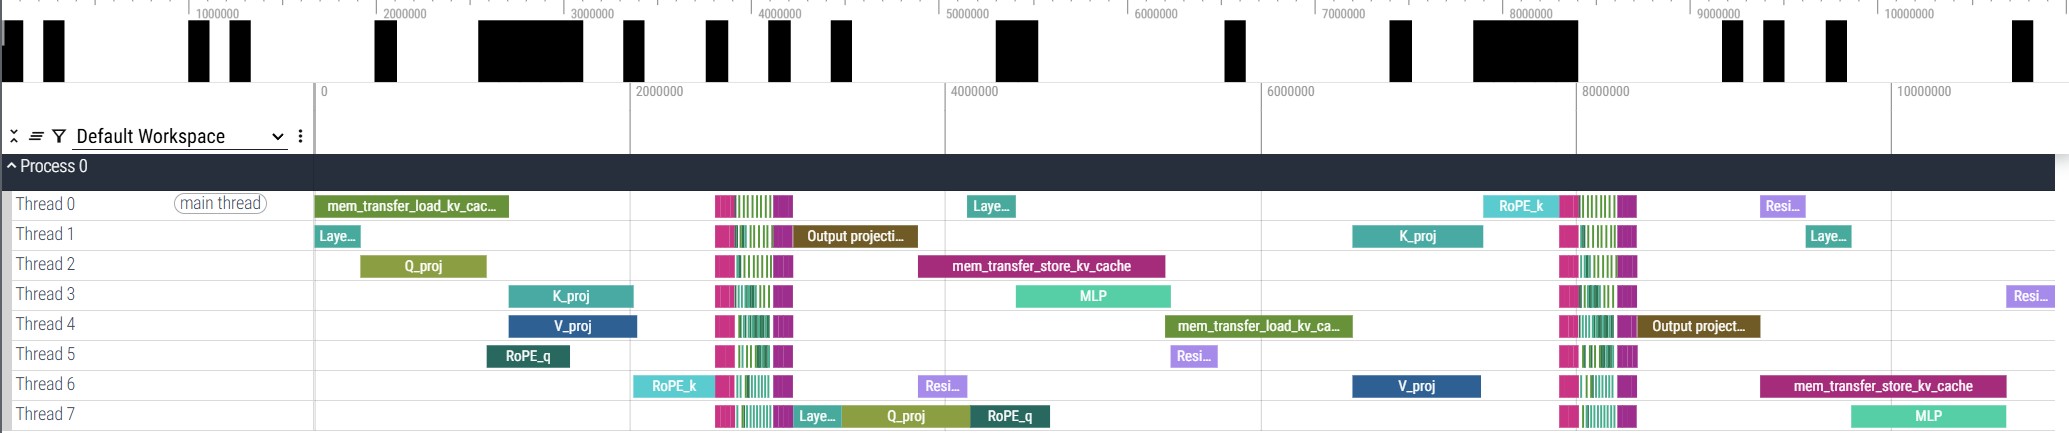 1000000 2000000 3000000 4000000 5000000 6000000 7000000 8000000 9000000 10000000
0 2000000 4000000 6000000 8000000 10000000
Default Workspace
Process 0
Thread 0 main thread mem_transfer_load_kv_cac... Laye... RoPE_k Resi...
Thread 1 Laye... Output projecti... K_proj Laye...
Thread 2 Q_proj mem_transfer_store_kv_cache
Thread 3 K_proj MLP Resi...
Thread 4 V_proj mem_transfer_load_kv_ca... Output project...
Thread 5 RoPE_q Resi...
Thread 6 RoPE_k Resi... V_proj mem_transfer_store_kv_cache
Thread 7 Laye... Q_proj RoPE_q MLP